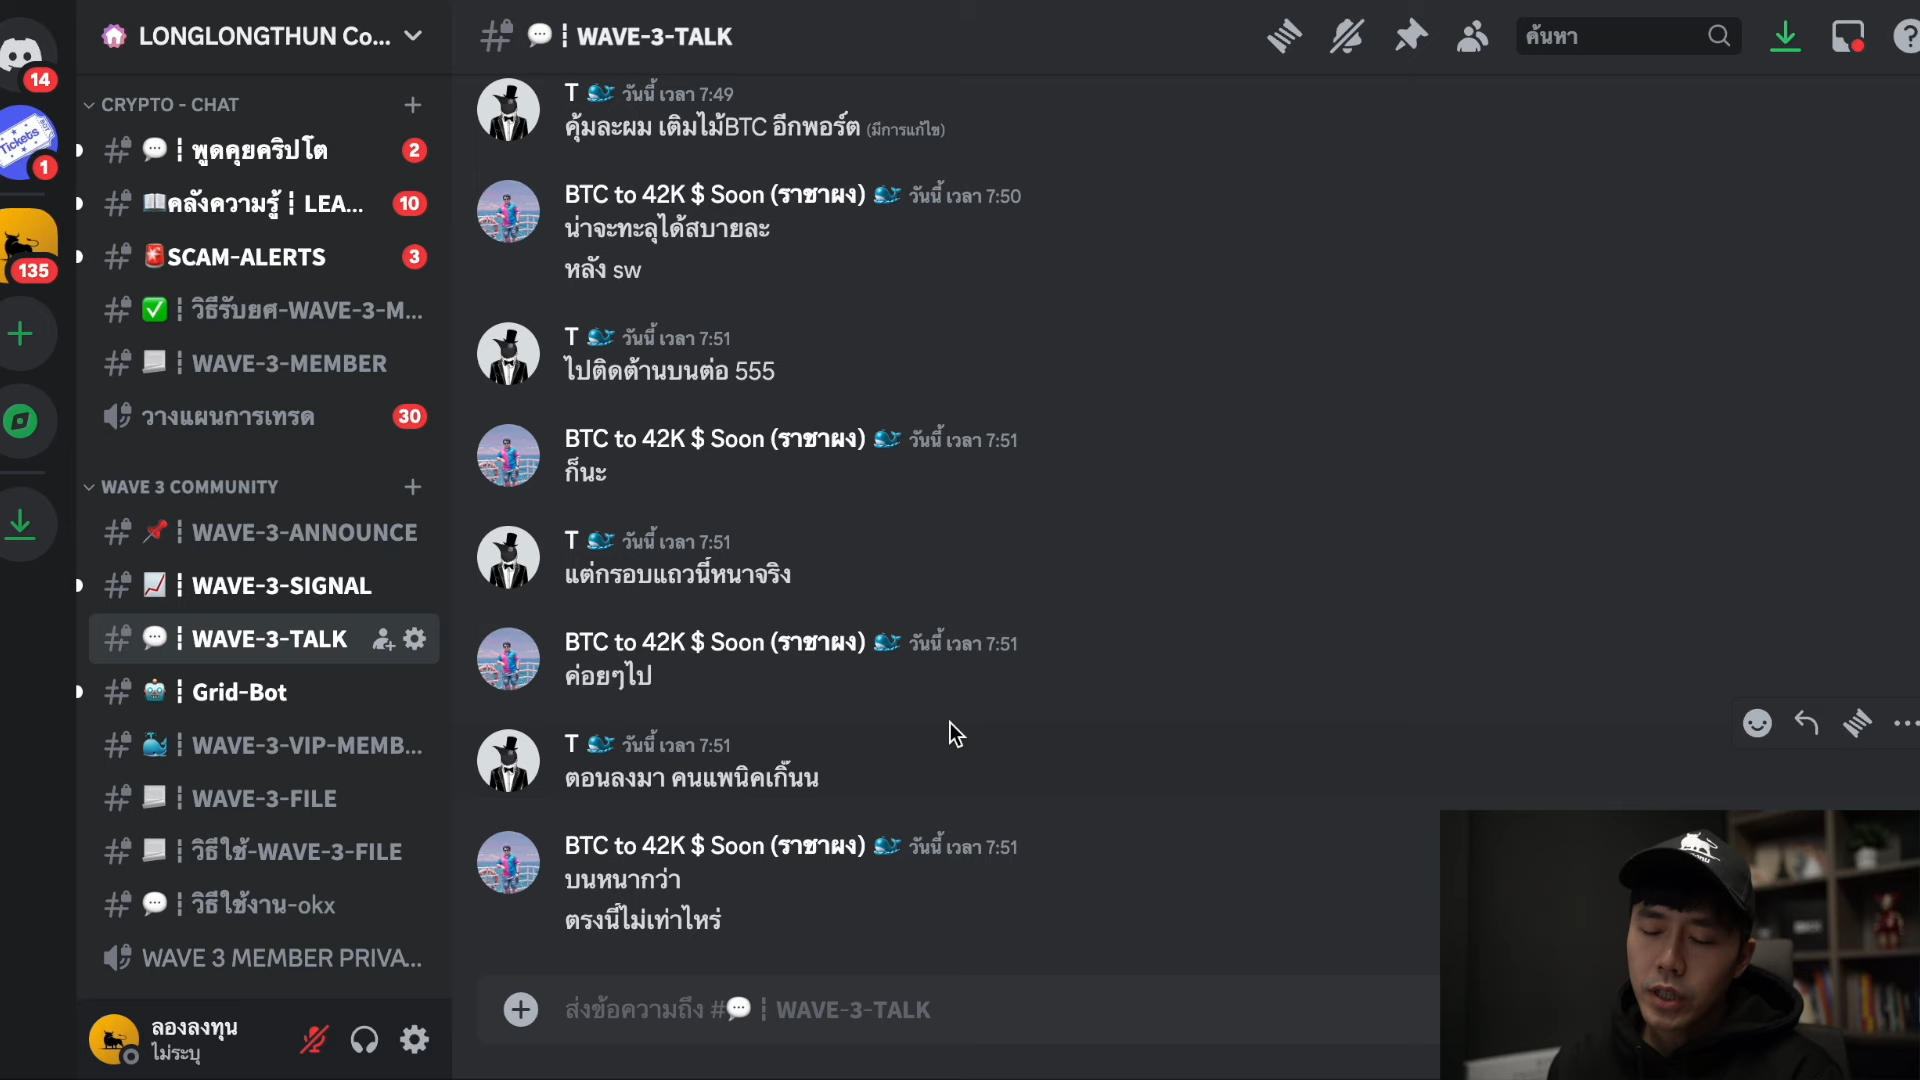 14
Tickets
1
135
LONGLONGTHUN Co...
CRYPTO - CHAT
💬┆พูดคุยคริปโต 2
📖คลังความรู้┆LEA... 10
🚨SCAM-ALERTS 3
✅┆วิธีรับยศ-WAVE-3-M...
┆WAVE-3-MEMBER
วางแผนการเทรด 30
WAVE 3 COMMUNITY
📌┆WAVE-3-ANNOUNCE
📈┆WAVE-3-SIGNAL
💬┆WAVE-3-TALK
🤖┆Grid-Bot
🐳┆WAVE-3-VIP-MEMB...
┆WAVE-3-FILE
┆วิธีใช้-WAVE-3-FILE
💬┆วิธีใช้งาน-okx
WAVE 3 MEMBER PRIVA...
ลองลงทุน
ไม่ระบุ
💬┆WAVE-3-TALK
ค้นหา
T 🐳 วันนี้ เวลา 7:49
คุ้มละผม เติมไม้BTC อีกพอร์ต (มีการแก้ไข)
BTC to 42K $ Soon (ราชาผง) 🐳 วันนี้ เวลา 7:50
น่าจะทะลุได้สบายละ
หลัง sw
T 🐳 วันนี้ เวลา 7:51
ไปติดต้านบนต่อ 555
BTC to 42K $ Soon (ราชาผง) 🐳 วันนี้ เวลา 7:51
ก็นะ
T 🐳 วันนี้ เวลา 7:51
แต่กรอบแถวนี้หนาจริง
BTC to 42K $ Soon (ราชาผง) 🐳 วันนี้ เวลา 7:51
ค่อยๆไป
T 🐳 วันนี้ เวลา 7:51
ตอนลงมา คนแพนิคเกิ๊นน
BTC to 42K $ Soon (ราชาผง) 🐳 วันนี้ เวลา 7:51
บนหนากว่า
ตรงนี้ไม่เท่าไหร่
ส่งข้อความถึง #💬┆WAVE-3-TALK